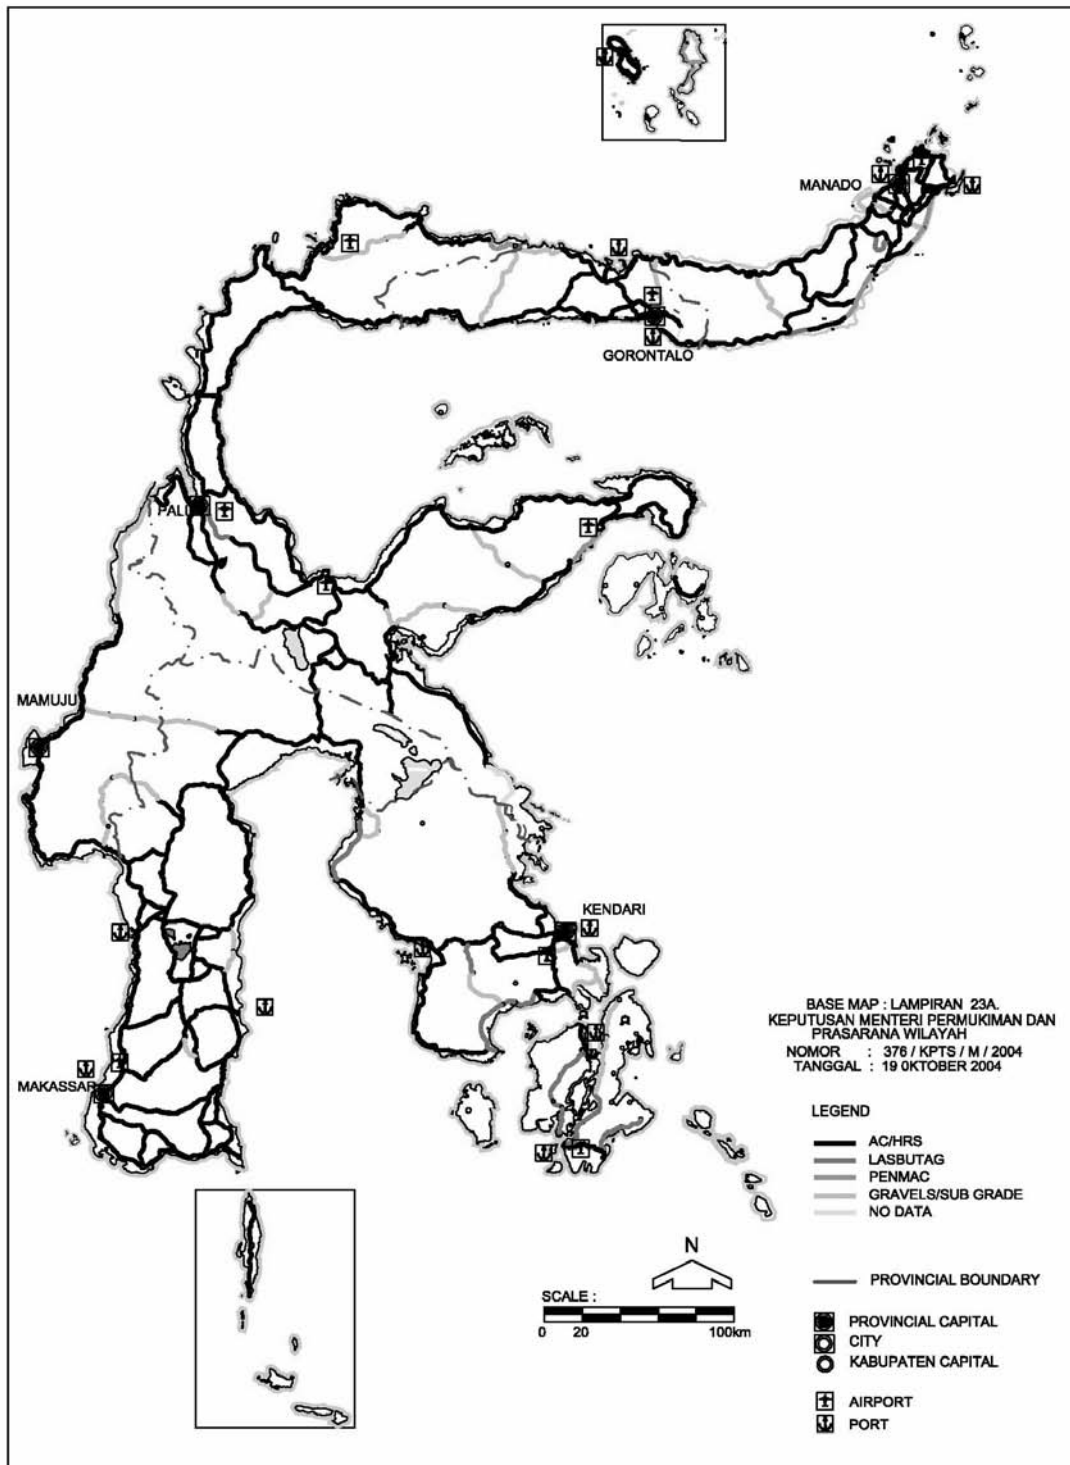 MANADO
GORONTALO
PALU
MAMUJU
KENDARI
MAKASSAR
BASE MAP : LAMPIRAN 23A.
KEPUTUSAN MENTERI PERMUKIMAN DAN
PRASARANA WILAYAH
NOMOR : 376 / KPTS / M / 2004
TANGGAL : 19 0KTOBER 2004
LEGEND
AC/HRS
LASBUTAG
PENMAC
GRAVELS/SUB GRADE
NO DATA
N
SCALE :
0 20 100km
PROVINCIAL BOUNDARY
PROVINCIAL CAPITAL
CITY
KABUPATEN CAPITAL
AIRPORT
PORT